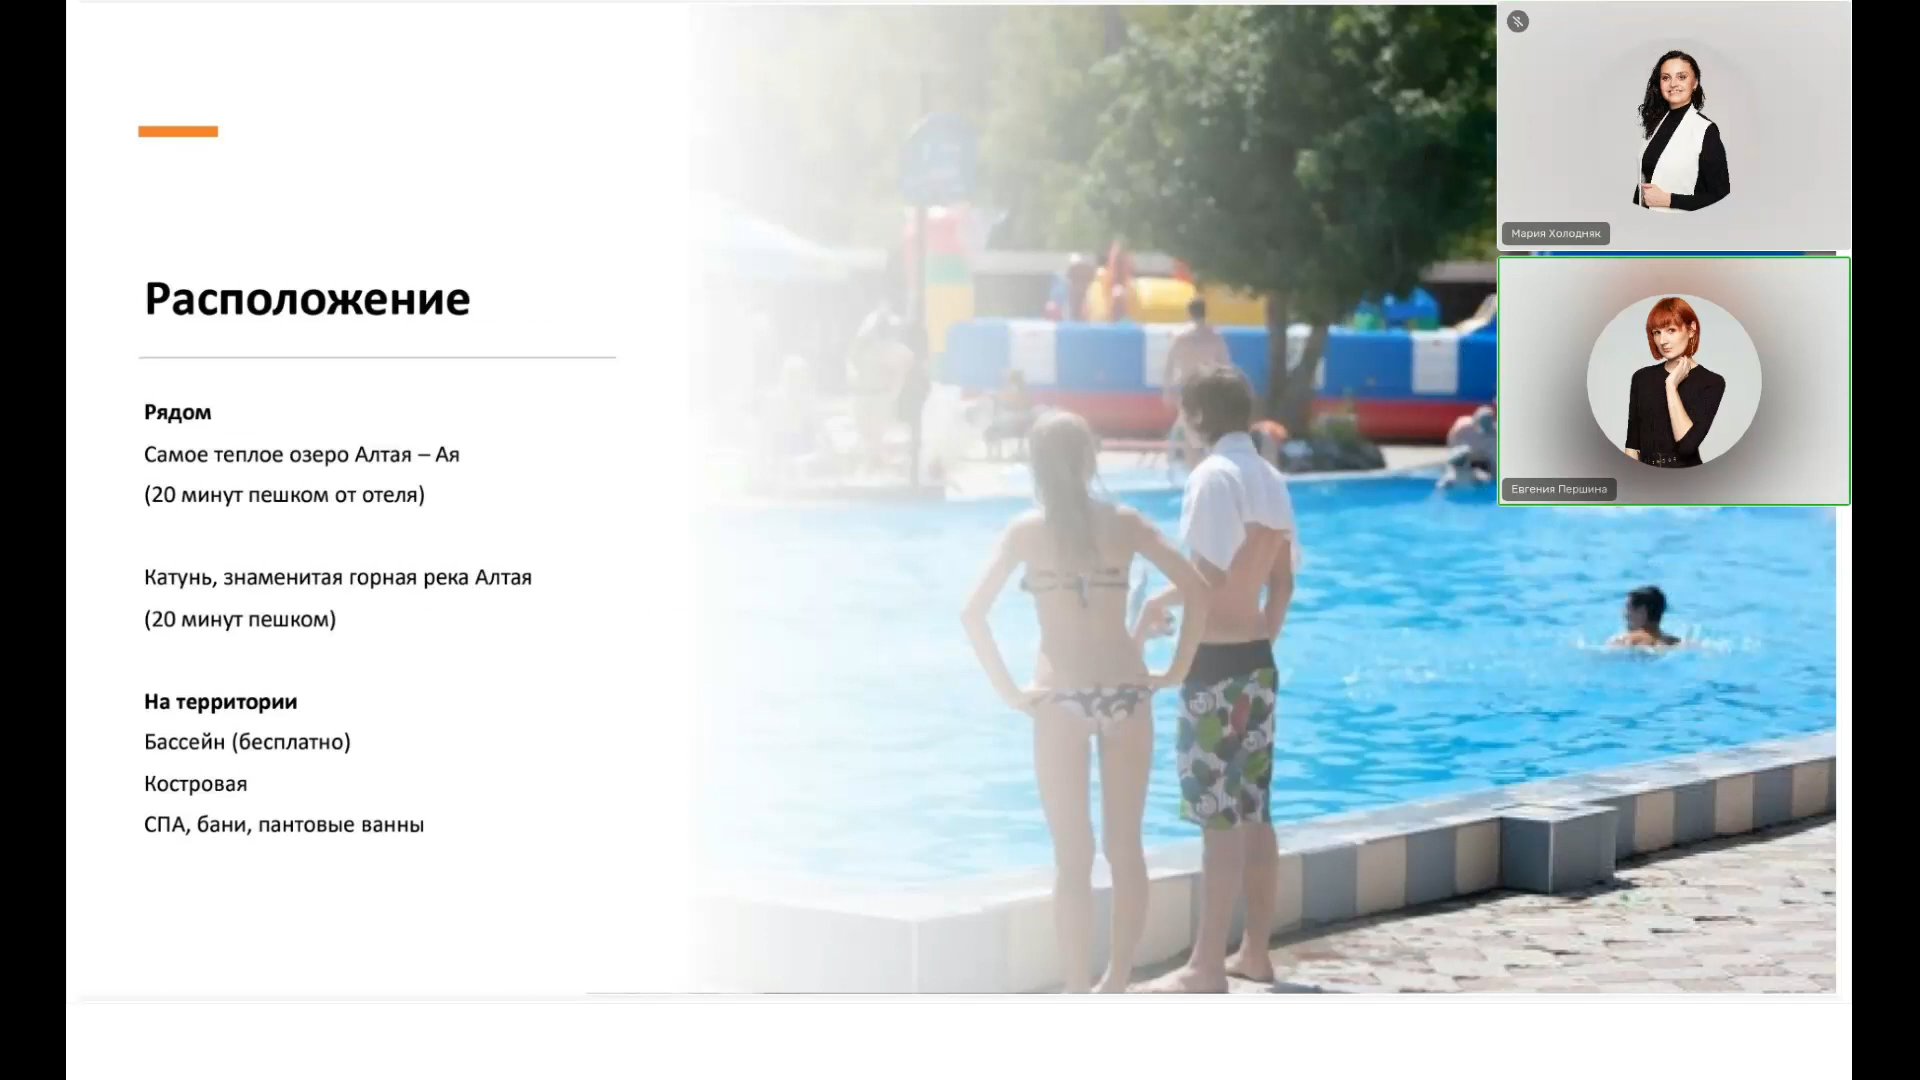 Расположение
Рядом
Самое теплое озеро Алтая – Ая
(20 минут пешком от отеля)
Катунь, знаменитая горная река Алтая
(20 минут пешком)
На территории
Бассейн (бесплатно)
Костровая
СПА, бани, пантовые ванны
Мария Холодняк
Евгения Першина